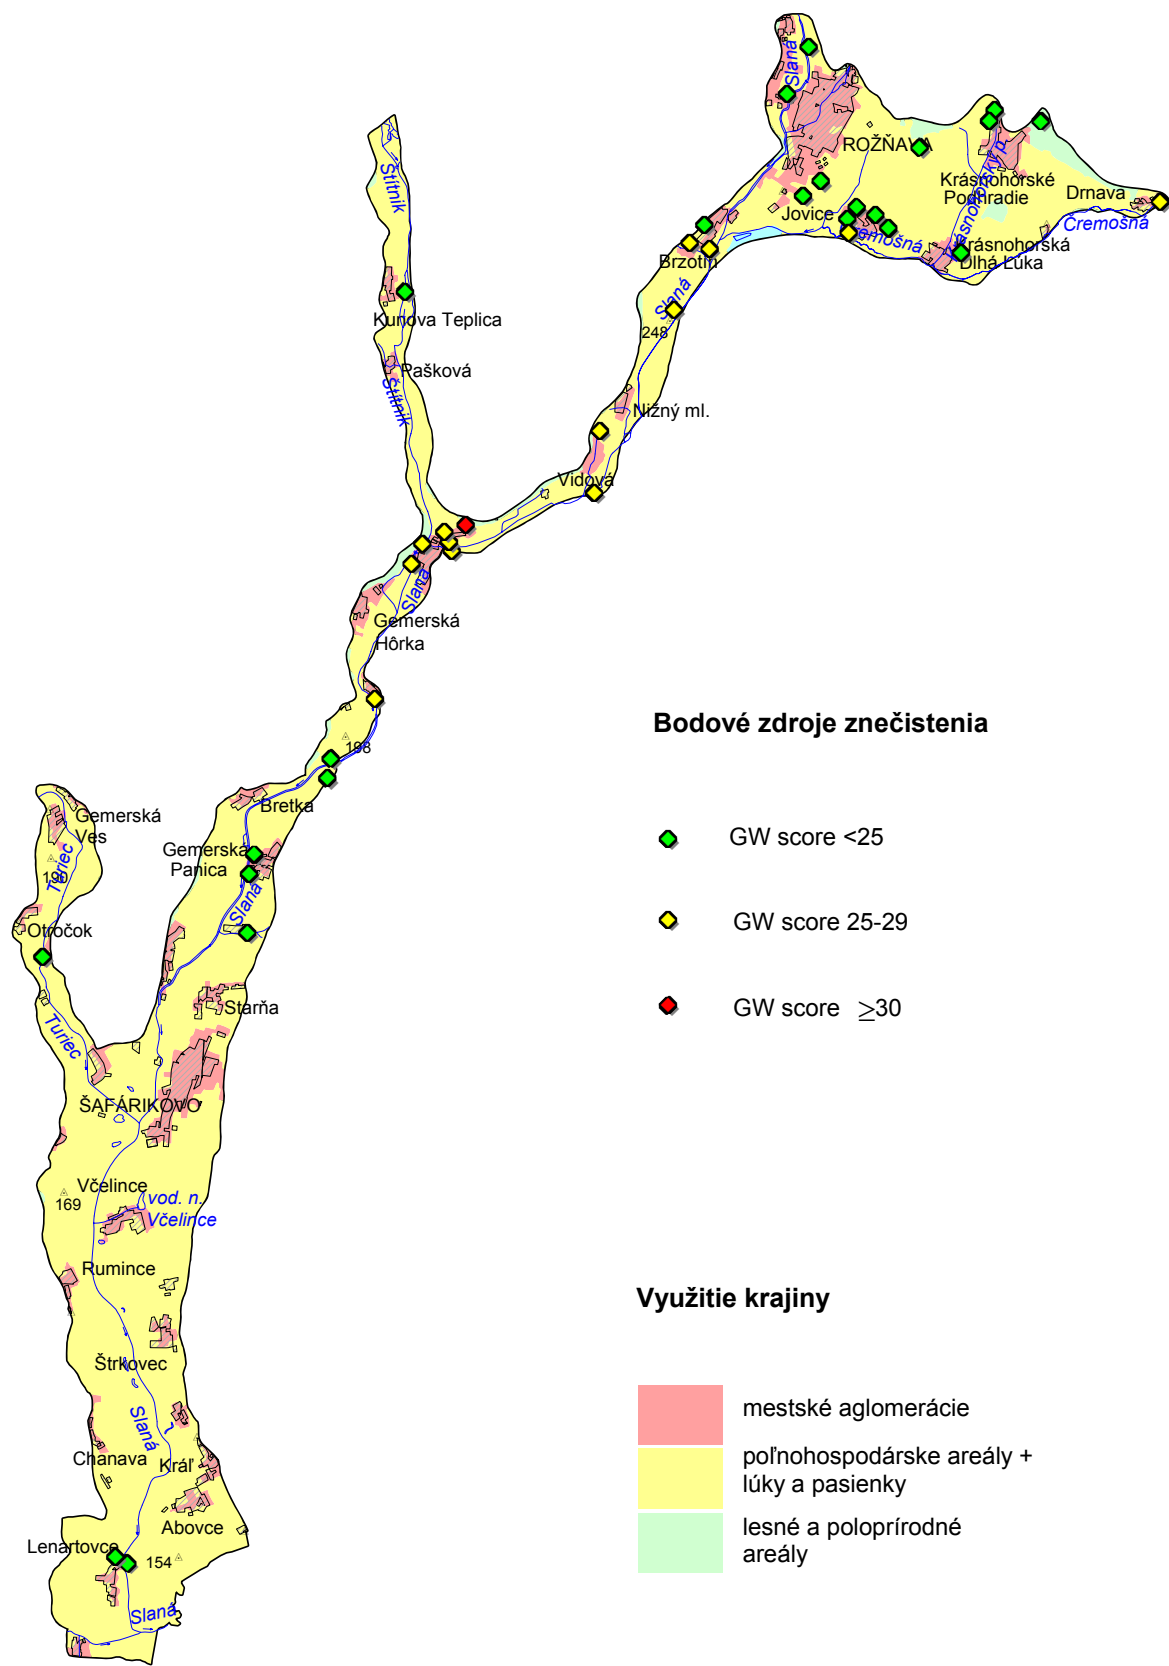 Slaná
ROŽŇAVA
Štítnik
Krásnohorské
Podhradie
Krásnohorský p.
Drnava
Jovice
Čremošná
Čremošná
Krásnohorská
Dlhá Lúka
Brzotín
Slaná
248
Kunova Teplica
Pašková
Štítnik
Nižný ml.
Vidová
Slaná
Gemerská
Hôrka
198
Bodové zdroje znečistenia
Bretka
Gemerská
Ves
190
Turiec
GW score <25
Gemerská
Panica
Slaná
GW score 25-29
Otročok
Starňa
GW score ≥30
Turiec
ŠAFÁRIKOVO
Včelince
169
vod. n.
Včelince
Rumince
Využitie krajiny
Štrkovec
Slaná
mestské aglomerácie
Chanava
Kráľ
poľnohospodárske areály +
lúky a pasienky
Abovce
lesné a poloprírodné
areály
Lenartovce
154
Slaná